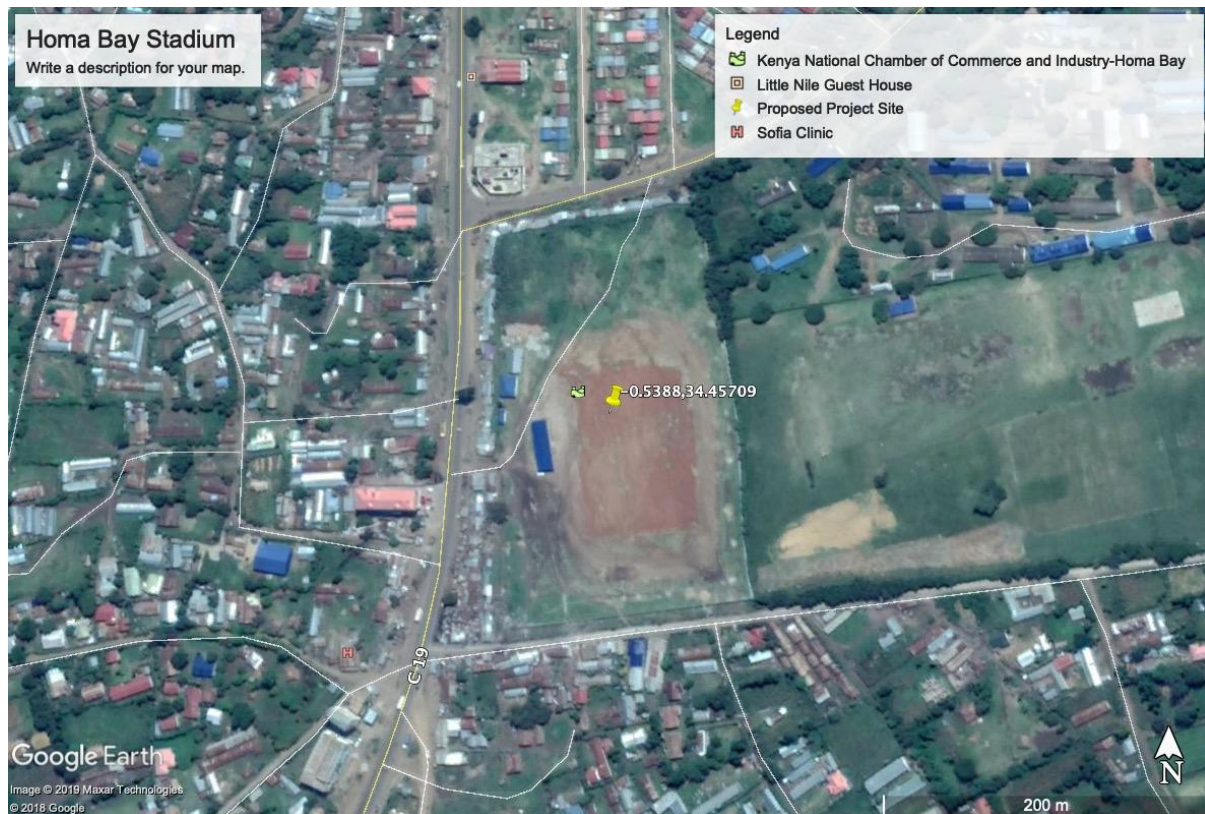 Homa Bay Stadium
Write a description for your map.
Legend
Kenya National Chamber of Commerce and Industry-Homa Bay
Little Nile Guest House
Proposed Project Site
H Sofia Clinic
-0.5388,34.45709
H
C-19
Google Earth
Image © 2019 Maxar Technologies
© 2018 Google
N
200 m